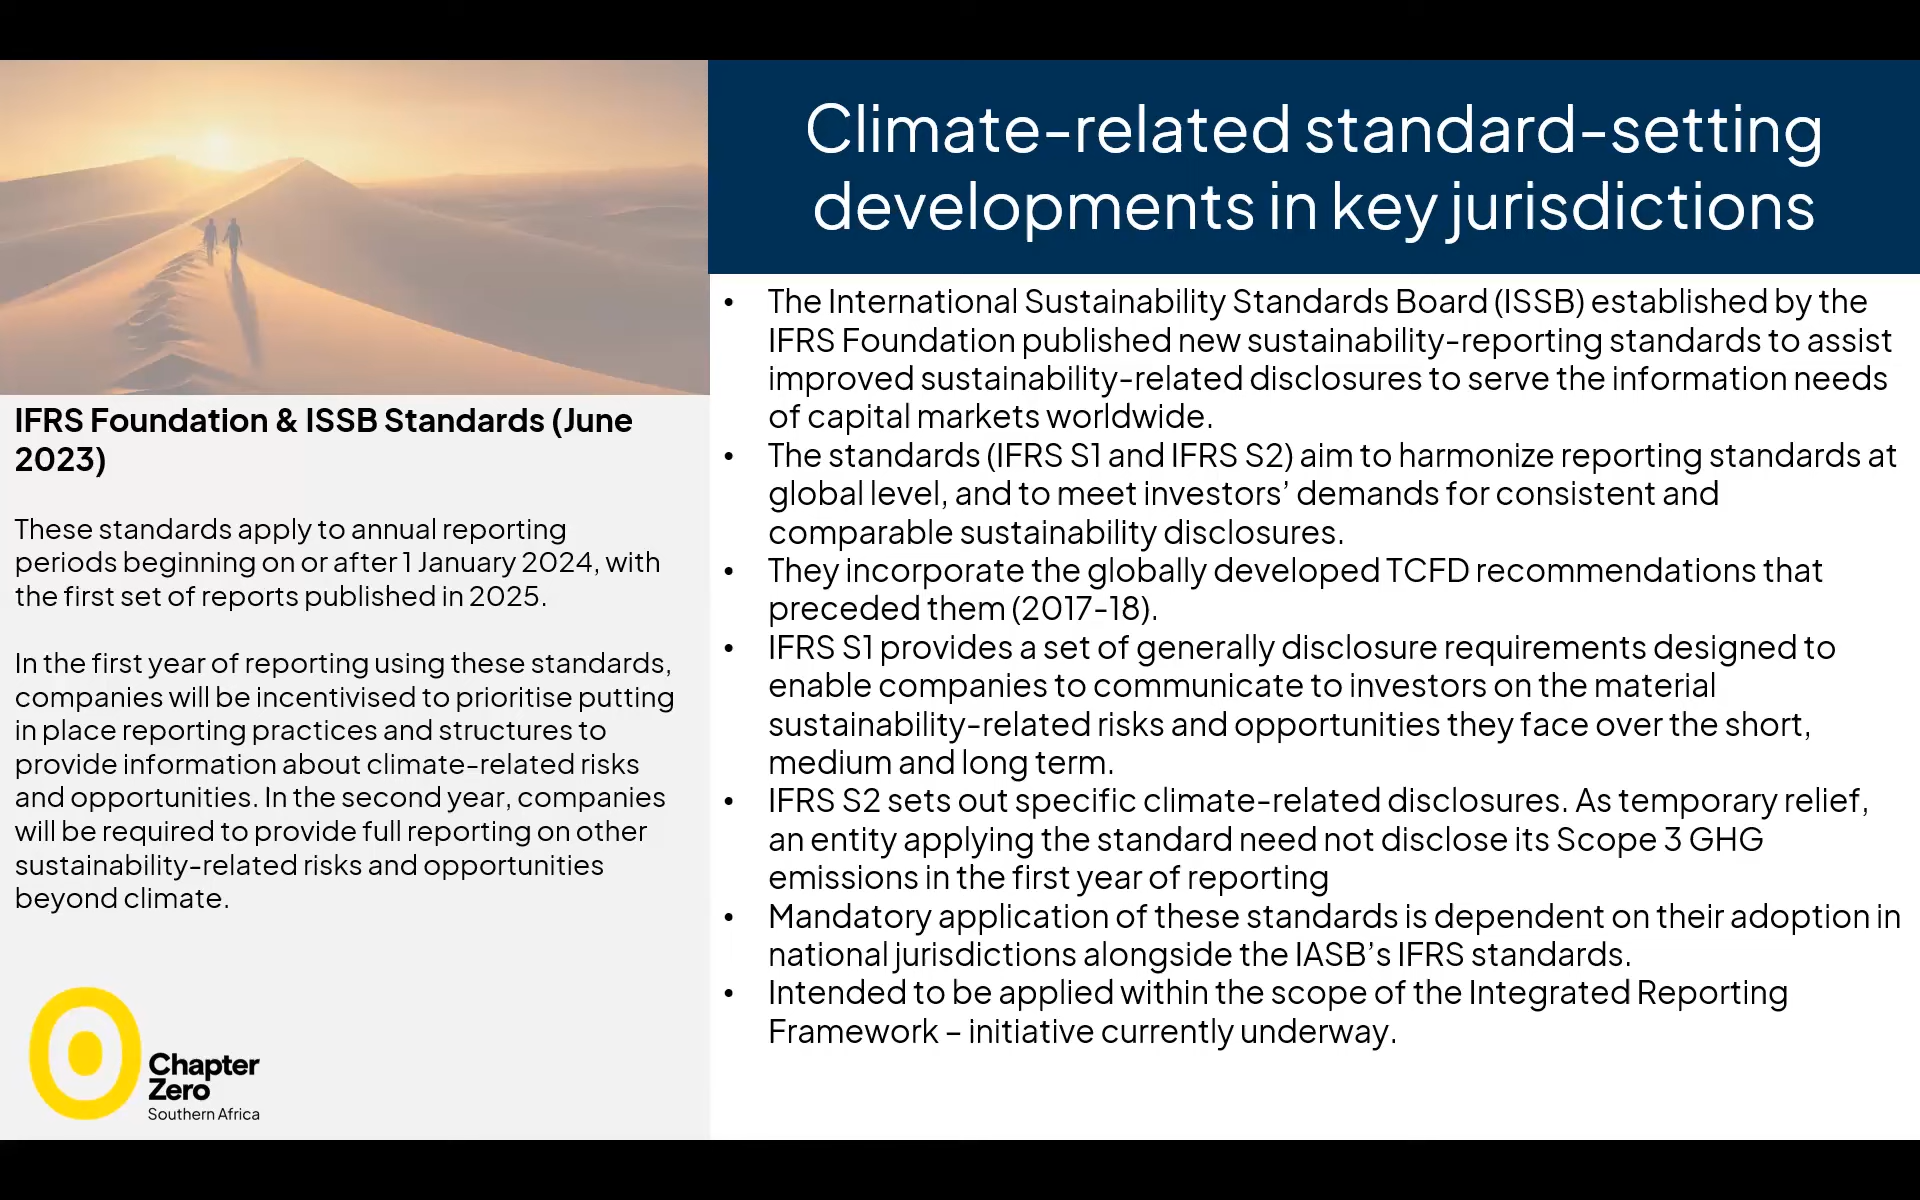 Climate-related standard-setting
developments in key jurisdictions
IFRS Foundation & ISSB Standards (June
2023)
These standards apply to annual reporting
periods beginning on or after 1 January 2024, with
the first set of reports published in 2025.
In the first year of reporting using these standards,
companies will be incentivised to prioritise putting
in place reporting practices and structures to
provide information about climate-related risks
and opportunities. In the second year, companies
will be required to provide full reporting on other
sustainability-related risks and opportunities
beyond climate.
Chapter
Zero
Southern Africa
• The International Sustainability Standards Board (ISSB) established by the
IFRS Foundation published new sustainability-reporting standards to assist
improved sustainability-related disclosures to serve the information needs
of capital markets worldwide.
• The standards (IFRS S1 and IFRS S2) aim to harmonize reporting standards at
global level, and to meet investors’ demands for consistent and
comparable sustainability disclosures.
• They incorporate the globally developed TCFD recommendations that
preceded them (2017-18).
• IFRS S1 provides a set of generally disclosure requirements designed to
enable companies to communicate to investors on the material
sustainability-related risks and opportunities they face over the short,
medium and long term.
• IFRS S2 sets out specific climate-related disclosures. As temporary relief,
an entity applying the standard need not disclose its Scope 3 GHG
emissions in the first year of reporting
• Mandatory application of these standards is dependent on their adoption in
national jurisdictions alongside the IASB’s IFRS standards.
• Intended to be applied within the scope of the Integrated Reporting
Framework – initiative currently underway.